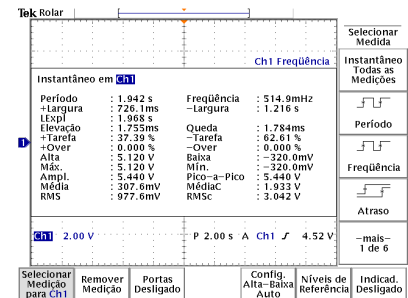 Tek Rolar
Ch1 Freqüência
Instantâneo em Ch1
Período : 1.942 s Freqüência : 514.9mHz
+Largura : 726.1ms −Largura : 1.216 s
LExpl : 1.968 s
Elevação : 1.755ms Queda : 1.784ms
+Tarefa : 37.39 % −Tarefa : 62.61 %
+Over : 0.000 % −Over : 0.000 %
Alta : 5.120 V Baixa : −320.0mV
Máx. : 5.120 V Mín. : −320.0mV
Ampl. : 5.440 V Pico−a−Pico : 5.440 V
Média : 307.6mV MédiaC : 1.933 V
RMS : 977.6mV RMSc : 3.042 V
1
Ch1 2.00 V P 2.00 s A Ch1 4.52 V
Selecionar
Medida
Instantâneo
Todas as
Medições
Período
Freqüência
Atraso
−mais−
1 de 6
Selecionar
Medição
para Ch1
Remover
Medição
Portas
Desligado
Config.
Alta−Baixa
Auto
Níveis de
Referência
Indicad.
Desligado